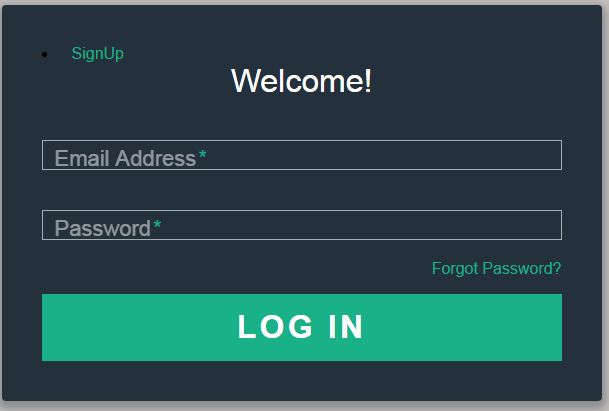 SignUp
Welcome!
Email Address*
Password*
Forgot Password?
LOG IN